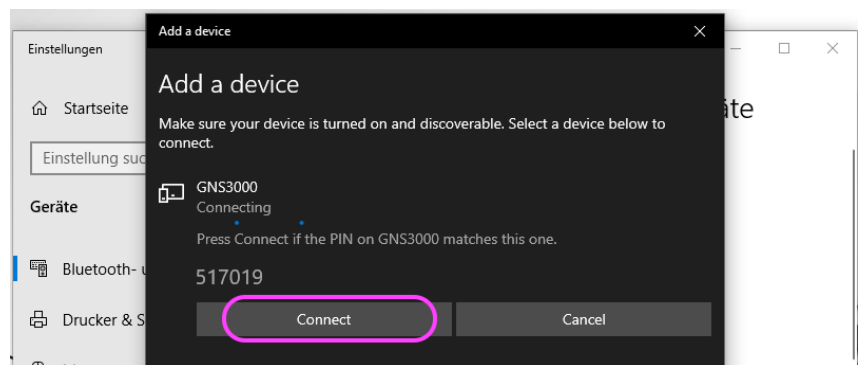 Add a device
Einstellungen
Add a device
Startseite
Make sure your device is turned on and discoverable. Select a device below to
connect.
Einstellung suc
GNS3000
Geräte
Connecting
Press Connect if the PIN on GNS3000 matches this one.
Bluetooth- u
517019
Drucker & S
Connect
Cancel